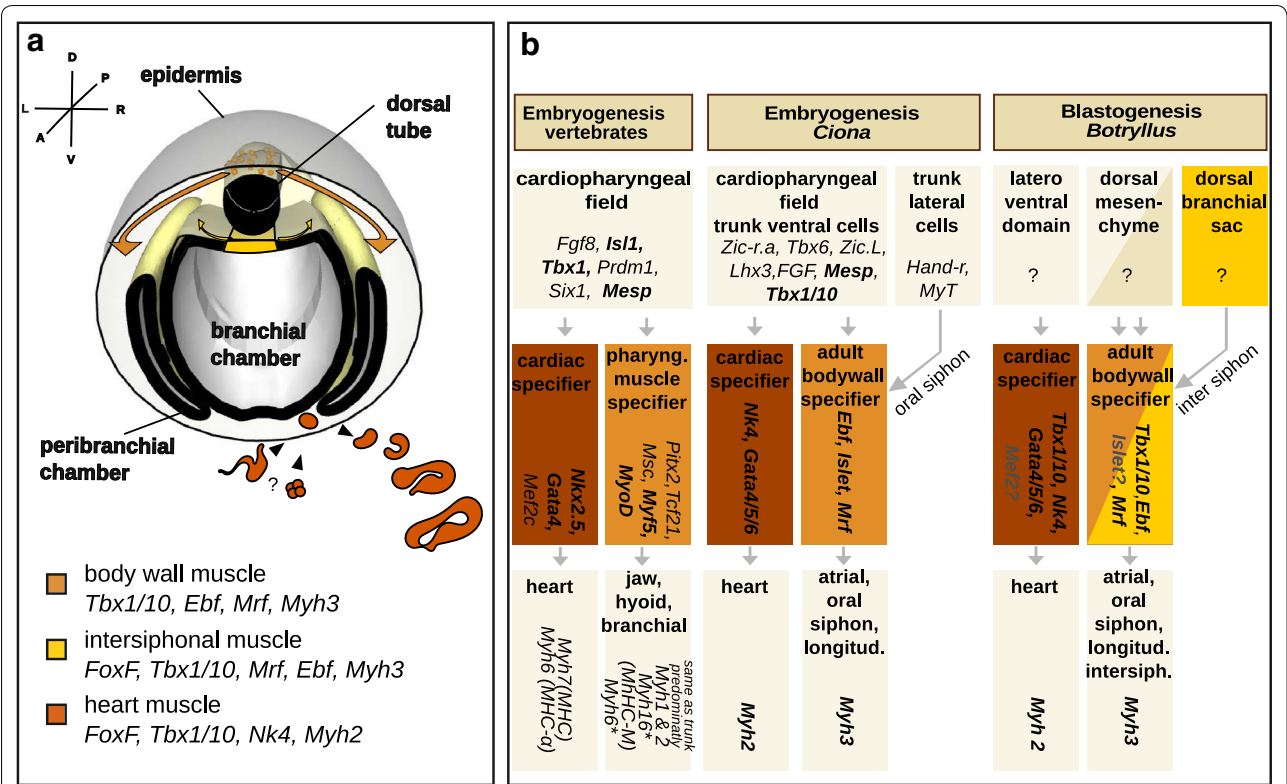 a
D
P
L
R
A
V
epidermis
dorsal
tube
branchial
chamber
peribranchial
chamber
?
body wall muscle
Tbx1/10, Ebf, Mrf, Myh3
intersiphonal muscle
FoxF, Tbx1/10, Mrf, Ebf, Myh3
heart muscle
FoxF, Tbx1/10, Nk4, Myh2
b
Embryogenesis
vertebrates
Embryogenesis
Ciona
Blastogenesis
Botryllus
cardiopharyngeal
field
Fgf8, Isl1,
Tbx1, Prdm1,
Six1, Mesp
cardiopharyngeal
field
trunk ventral cells
Zic-r.a, Tbx6, Zic.L,
Lhx3,FGF, Mesp,
Tbx1/10
trunk
lateral
cells
Hand-r,
MyT
latero
ventral
domain
?
dorsal
mesen-
chyme
?
dorsal
branchial
sac
?
cardiac
specifier
Nkx2.5,
Gata4,
Mef2c
pharyng.
muscle
specifier
Pitx2,Tcf21,
Msc, Myf5,
MyoD
cardiac
specifier
Nk4, Gata4/5/6
adult
bodywall
specifier
Ebf, Islet, Mrf
oral siphon
cardiac
specifier
Tbx1/10, Nk4,
Gata4/5/6,
Mef2?
adult
bodywall
specifier
Tbx1/10,Ebf,
Islet?, Mrf
inter siphon
heart
Myh7(MHC)
Myh6 (MHC-α)
jaw,
hyoid,
branchial
same as trunk
predominatly
Myh1 & 2
Myh16*
(MhHC-M)
Myh6*
heart
Myh2
atrial,
oral
siphon,
longitud.
Myh3
heart
Myh 2
atrial,
oral
siphon,
longitud.
intersiph.
Myh3